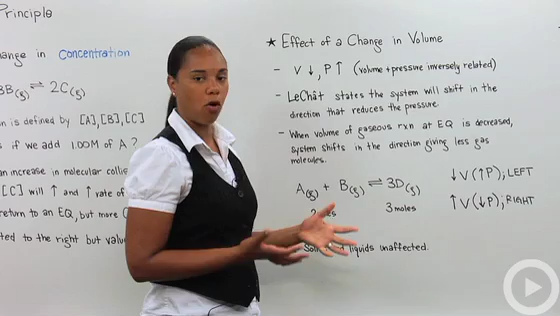 Principle
ange in Concentration
3B(g) ⇌ 2C(g)
n is defined by [A],[B],[C]
s if we add 1.00M of A?
an increase in molecular collis
[C] will ↑ and ↑ rate of
return to an EQ, but more C
ted to the right but value
★ Effect of a Change in Volume
- V ↓, P ↑ (volume + pressure inversely related)
- LeChât states the system will shift in the
direction that reduces the pressure.
- When volume of gaseous rxn at EQ is decreased,
system shifts in the direction giving less gas
molecules.
A(g) + B(g) ⇌ 3D(g)
↓V(↑P); LEFT
3 moles
↑V(↓P); RIGHT
liquids unaffected.